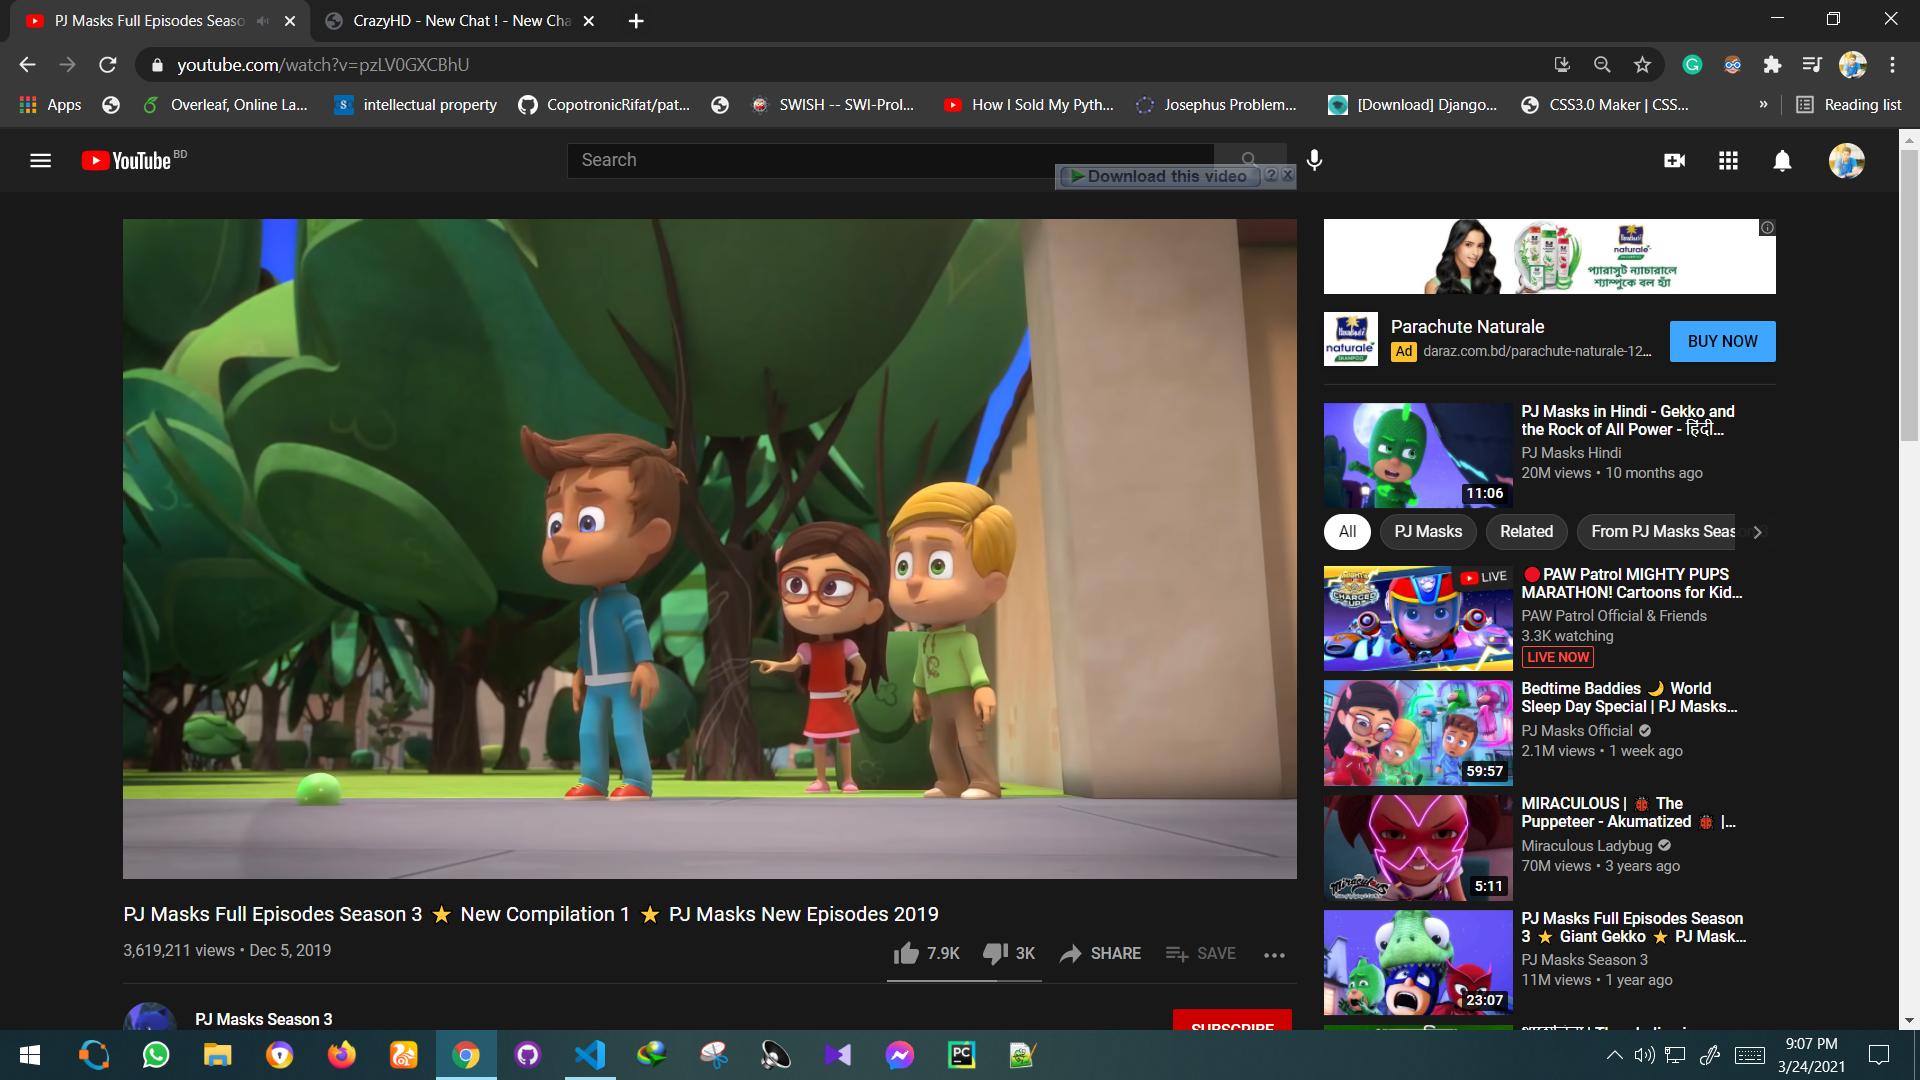 PJ Masks Full Episodes Seaso
CrazyHD - New Chat ! - New Cha
youtube.com/watch?v=pzLV0GXCBhU
Apps
Overleaf, Online La...
intellectual property
CopotronicRifat/pat...
SWISH -- SWI-Prol...
How I Sold My Pyth...
Josephus Problem...
[Download] Django...
CSS3.0 Maker | CSS...
»
Reading list
YouTube BD
Search
Download this video
naturale
প্যারাসুট ন্যাচারালে
শ্যাম্পুকে বল হ্যাঁ
naturale
SHAMPOO
Parachute Naturale
Ad daraz.com.bd/parachute-naturale-12...
BUY NOW
PJ Masks in Hindi - Gekko and
the Rock of All Power - हिंदी...
PJ Masks Hindi
20M views • 10 months ago
11:06
All
PJ Masks
Related
From PJ Masks Season 3
LIVE
CHARGED UP
PAW Patrol MIGHTY PUPS
MARATHON! Cartoons for Kid...
PAW Patrol Official & Friends
3.3K watching
LIVE NOW
Bedtime Baddies 🌙 World
Sleep Day Special | PJ Masks...
PJ Masks Official
2.1M views • 1 week ago
59:57
MIRACULOUS | 🐞 The
Puppeteer - Akumatized 🐞 |...
Miraculous Ladybug
70M views • 3 years ago
5:11
Miraculous
PJ Masks Full Episodes Season
3 ⭐ Giant Gekko ⭐ PJ Mask...
PJ Masks Season 3
11M views • 1 year ago
23:07
PJ Masks Full Episodes Season 3 ⭐ New Compilation 1 ⭐ PJ Masks New Episodes 2019
3,619,211 views • Dec 5, 2019
7.9K
3K
SHARE
SAVE
PJ Masks Season 3
SUBSCRIBE
9:07 PM
3/24/2021